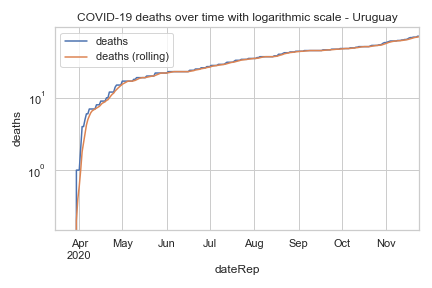 COVID-19 deaths over time with logarithmic scale - Uruguay
deaths
deaths (rolling)
deaths
10¹
10⁰
Apr
2020
May
Jun
Jul
Aug
Sep
Oct
Nov
dateRep